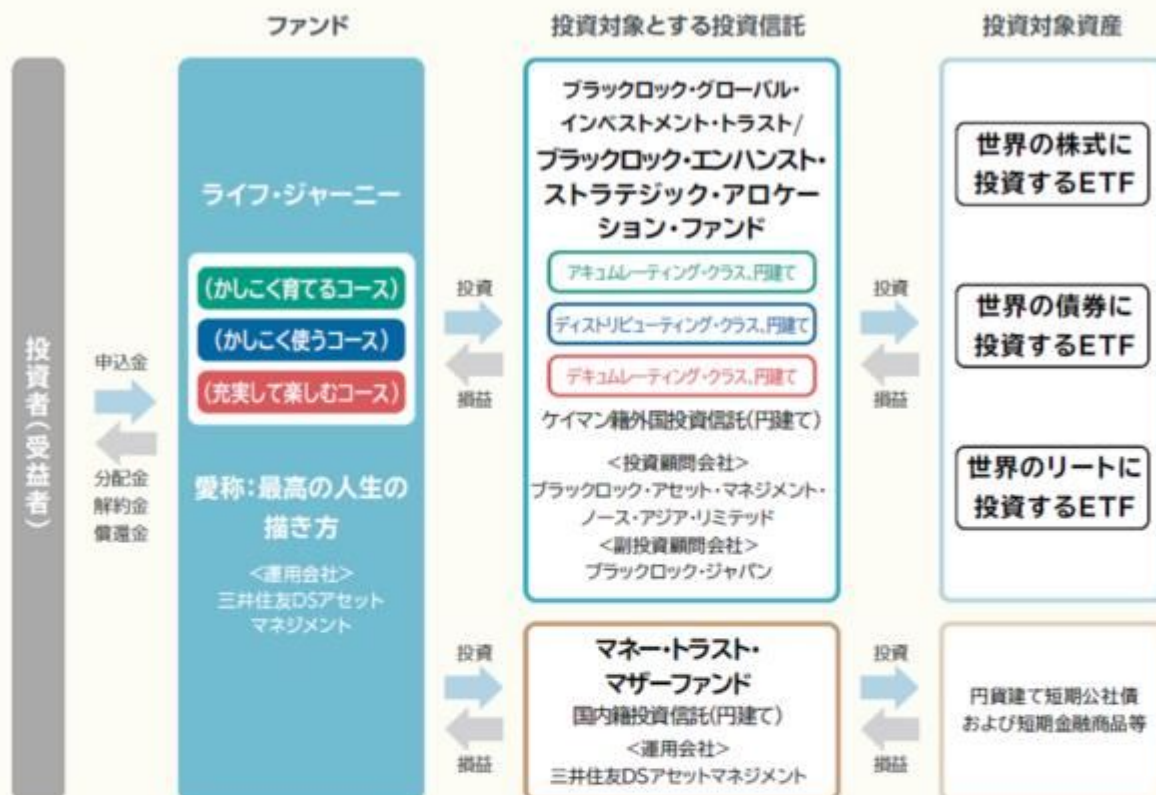 ファンド
投資対象とする投資信託
投資対象資産
投資者(受益者)
申込金
分配金
解約金
償還金
ライフ・ジャーニー
(かしこく育てるコース)
(かしこく使うコース)
(充実して楽しむコース)
愛称:最高の人生の
描き方
<運用会社>
三井住友DSアセット
マネジメント
投資
損益
投資
損益
ブラックロック・グローバル・
インベストメント・トラスト/
ブラックロック・エンハンスト・
ストラテジック・アロケー
ション・ファンド
アキュムレーティング・クラス、円建て
ディストリビューティング・クラス、円建て
デキュムレーティング・クラス、円建て
ケイマン籍外国投資信託(円建て)
<投資顧問会社>
ブラックロック・アセット・マネジメント・
ノース・アジア・リミテッド
<副投資顧問会社>
ブラックロック・ジャパン
マネー・トラスト・
マザーファンド
国内籍投資信託(円建て)
<運用会社>
三井住友DSアセットマネジメント
投資
損益
投資
損益
世界の株式に
投資するETF
世界の債券に
投資するETF
世界のリートに
投資するETF
円貨建て短期公社債
および短期金融商品等